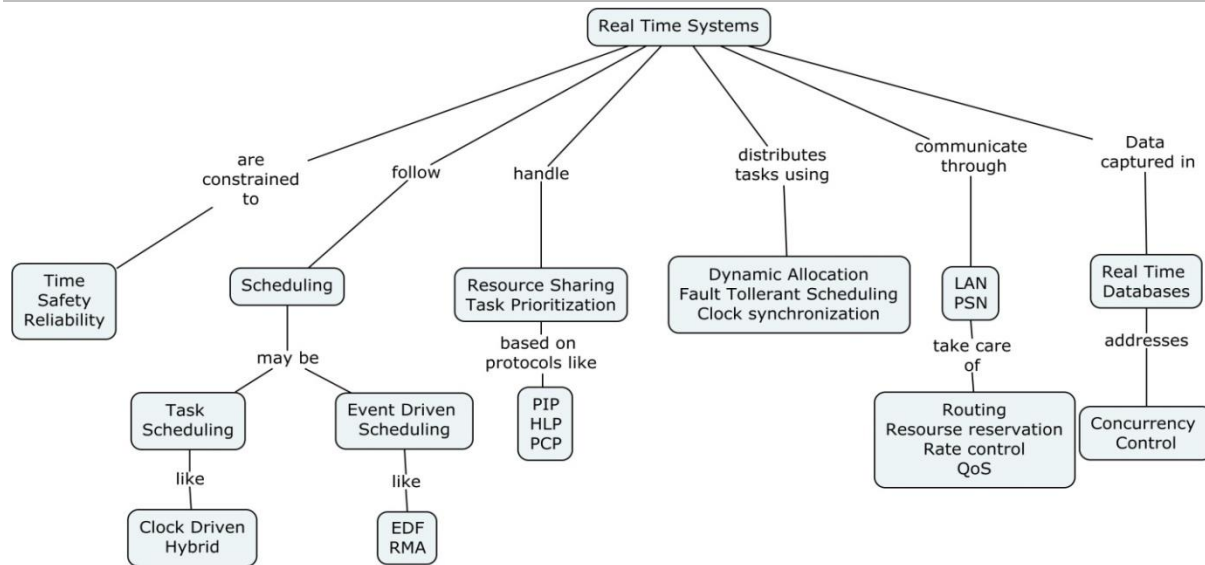 Real Time Systems
are
constrained
to
follow
handle
distributes
tasks using
communicate
through
Data
captured in
Time
Safety
Reliability
Scheduling
Resource Sharing
Task Prioritization
Dynamic Allocation
Fault Tollerant Scheduling
Clock synchronization
LAN
PSN
Real Time
Databases
may be
based on
protocols like
take care
of
addresses
Task
Scheduling
Event Driven
Scheduling
PIP
HLP
PCP
Routing
Resourse reservation
Rate control
QoS
Concurrency
Control
like
like
Clock Driven
Hybrid
EDF
RMA